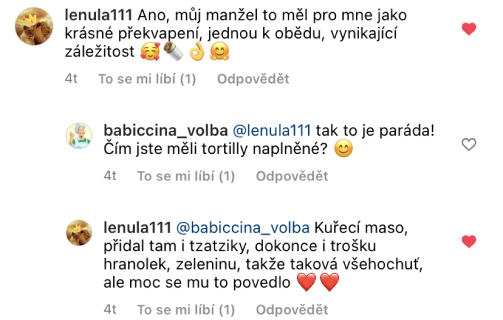 lenula111 Ano, můj manžel to měl pro mne jako
krásné překvapení, jednou k obědu, vynikající
záležitost 🥰🌯👌🤗
4t To se mi líbí (1) Odpovědět
babiccina_volba @lenula111 tak to je paráda!
Čím jste měli tortilly naplněné? 😊
4t To se mi líbí (1) Odpovědět
lenula111 @babiccina_volba Kuřecí maso,
přidal tam i tzatziky, dokonce i trošku
hranolek, zeleninu, takže taková všehochuť,
ale moc se mu to povedlo ❤️❤️
4t To se mi líbí (1) Odpovědět